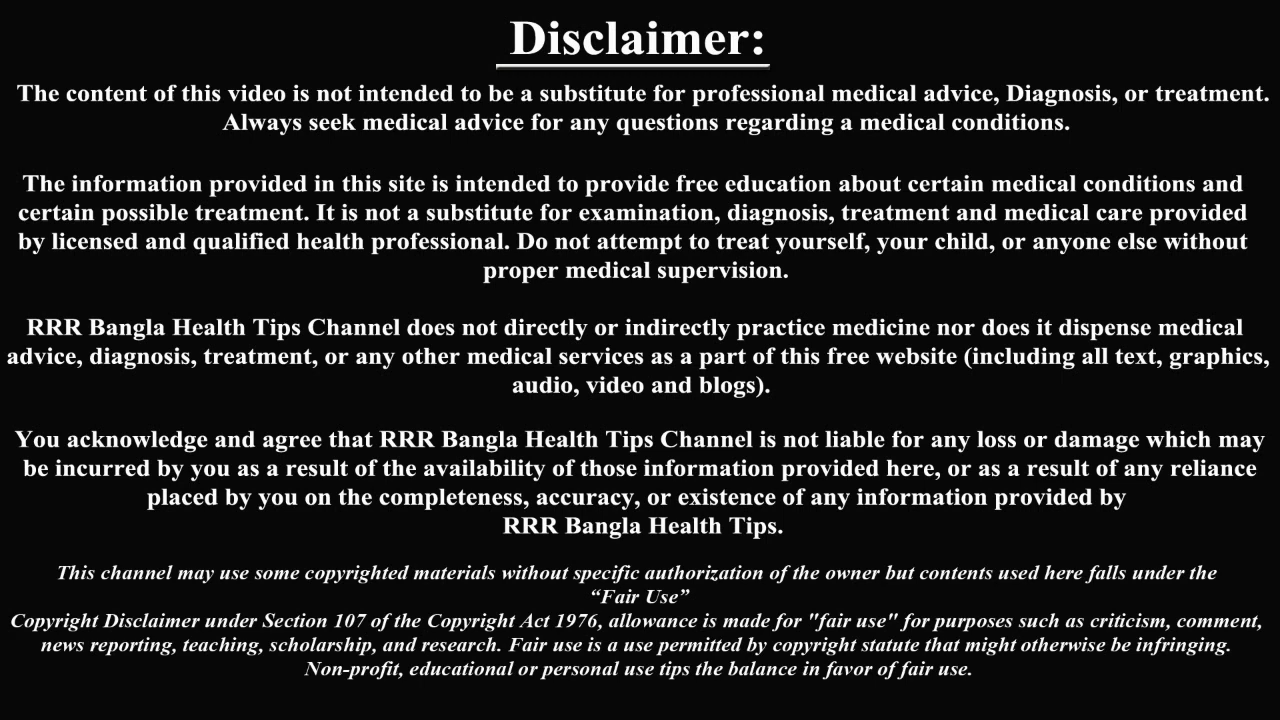 Disclaimer:
The content of this video is not intended to be a substitute for professional medical advice, Diagnosis, or treatment.
Always seek medical advice for any questions regarding a medical conditions.
The information provided in this site is intended to provide free education about certain medical conditions and
certain possible treatment. It is not a substitute for examination, diagnosis, treatment and medical care provided
by licensed and qualified health professional. Do not attempt to treat yourself, your child, or anyone else without
proper medical supervision.
RRR Bangla Health Tips Channel does not directly or indirectly practice medicine nor does it dispense medical
advice, diagnosis, treatment, or any other medical services as a part of this free website (including all text, graphics,
audio, video and blogs).
You acknowledge and agree that RRR Bangla Health Tips Channel is not liable for any loss or damage which may
be incurred by you as a result of the availability of those information provided here, or as a result of any reliance
placed by you on the completeness, accuracy, or existence of any information provided by
RRR Bangla Health Tips.
This channel may use some copyrighted materials without specific authorization of the owner but contents used here falls under the
“Fair Use”
Copyright Disclaimer under Section 107 of the Copyright Act 1976, allowance is made for "fair use" for purposes such as criticism, comment,
news reporting, teaching, scholarship, and research. Fair use is a use permitted by copyright statute that might otherwise be infringing.
Non-profit, educational or personal use tips the balance in favor of fair use.